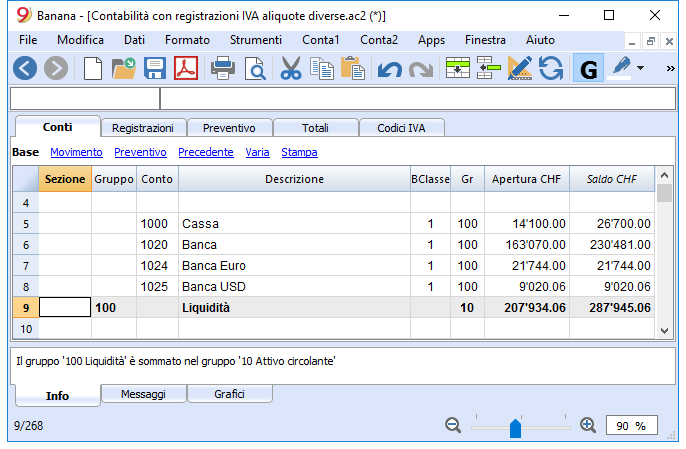 Banana - [Contabilità con registrazioni IVA aliquote diverse.ac2 (*)]
File Modifica Dati Formato Strumenti Conta1 Conta2 Apps Finestra Aiuto
G »
Conti Registrazioni Preventivo Totali Codici IVA
Base Movimento Preventivo Precedente Varia Stampa
Sezione Gruppo Conto Descrizione BClasse Gr Apertura CHF Saldo CHF
4
5 1000 Cassa 1 100 14'100.00 26'700.00
6 1020 Banca 1 100 163'070.00 230'481.00
7 1024 Banca Euro 1 100 21'744.00 21'744.00
8 1025 Banca USD 1 100 9'020.06 9'020.06
9 100 Liquidità 10 207'934.06 287'945.06
10
Il gruppo '100 Liquidità' è sommato nel gruppo '10 Attivo circolante'
Info Messaggi Grafici
9/268 90 %